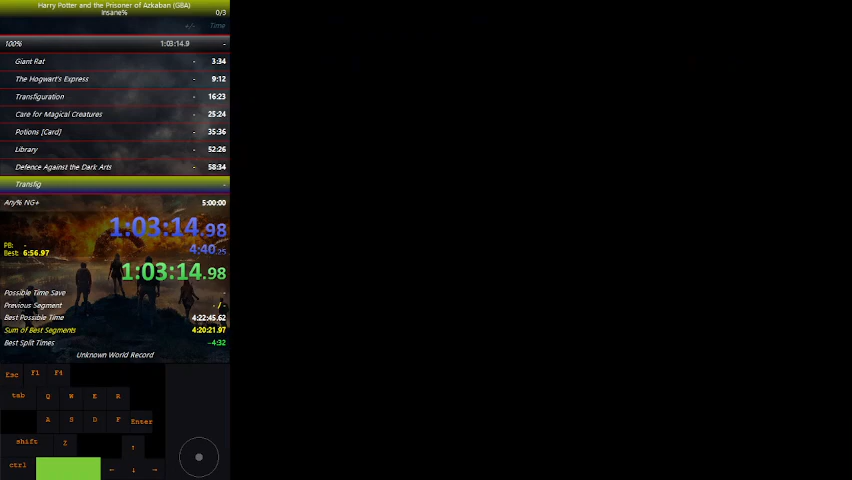 Harry Potter and the Prisoner of Azkaban (GBA)
Insane% 0/3
+/- Time
100% 1:03:14.9 -
Giant Rat - 3:34
The Hogwart's Express - 9:12
Transfiguration - 16:23
Care for Magical Creatures - 25:24
Potions [Card] - 35:36
Library - 52:26
Defence Against the Dark Arts - 58:34
Transfig -
Any% NG+ 5:00:00
1:03:14.98
PB: - 4:40.25
Best: 6:56.97
1:03:14.98
Possible Time Save -
Previous Segment - / -
Best Possible Time 4:22:45.62
Sum of Best Segments 4:20:21.97
Best Split Times −4:32
Unknown World Record
Esc F1 F4
tab Q W E R
A S D F Enter
shift Z ↑
ctrl ← ↓ →